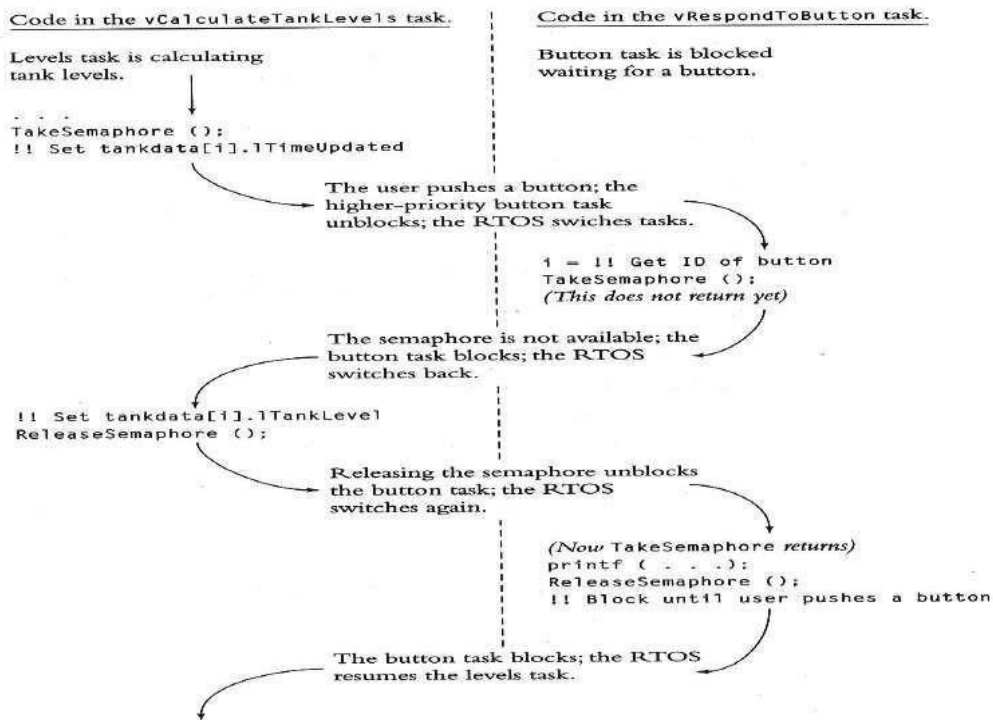 Code in the vCalculateTankLevels task.
Code in the vRespondToButton task.
Levels task is calculating
tank levels.
Button task is blocked
waiting for a button.
. . .
TakeSemaphore ();
!! Set tankdata[i].lTimeUpdated
The user pushes a button; the
higher-priority button task
unblocks; the RTOS swiches tasks.
i = !! Get ID of button
TakeSemaphore ();
(This does not return yet)
The semaphore is not available; the
button task blocks; the RTOS
switches back.
!! Set tankdata[i].lTankLevel
ReleaseSemaphore ();
Releasing the semaphore unblocks
the button task; the RTOS
switches again.
(Now TakeSemaphore returns)
printf ( . . .);
ReleaseSemaphore ();
!! Block until user pushes a button
The button task blocks; the RTOS
resumes the levels task.